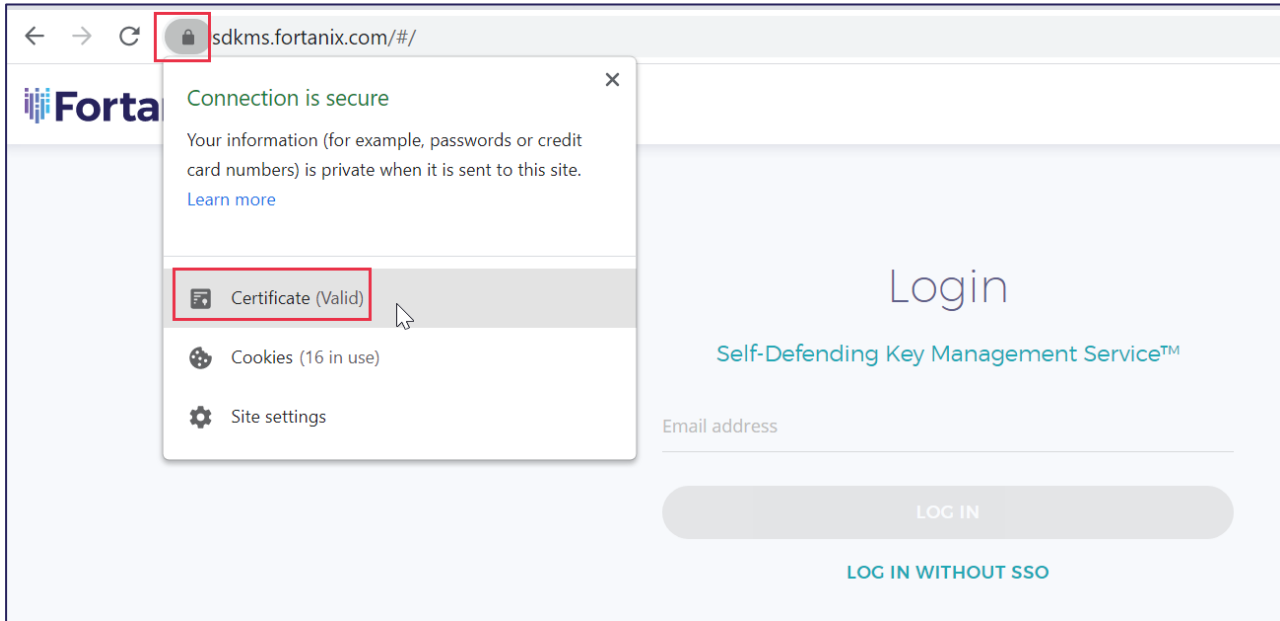 sdkms.fortanix.com/#/
Forta
Connection is secure
Your information (for example, passwords or credit
card numbers) is private when it is sent to this site.
Learn more
Certificate (Valid)
Cookies (16 in use)
Site settings
Login
Self-Defending Key Management Service™
Email address
LOG IN
LOG IN WITHOUT SSO